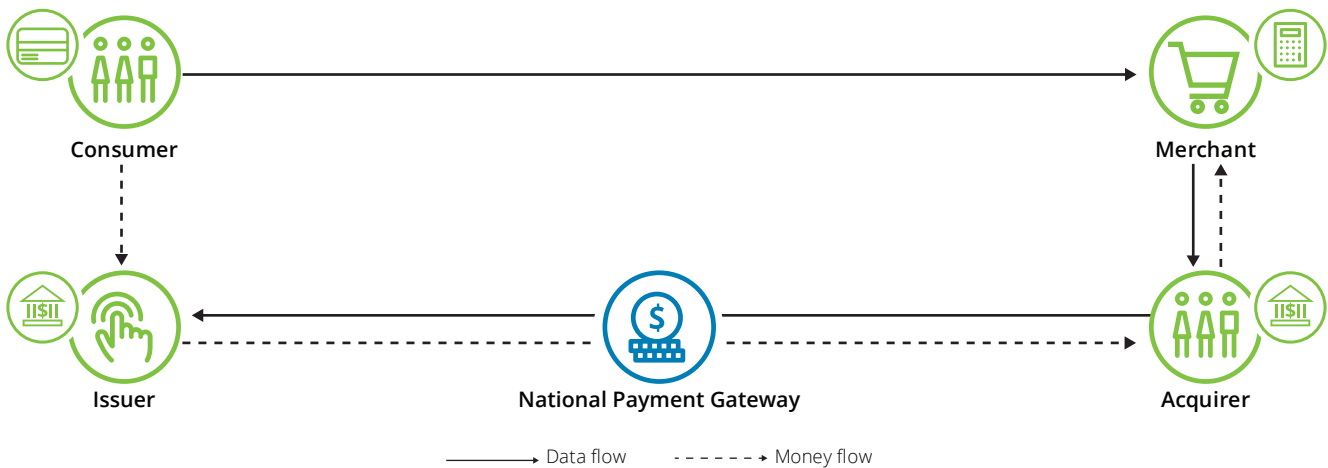 Consumer
Merchant
$
$
$
Issuer
National Payment Gateway
Acquirer
Data flow
Money flow